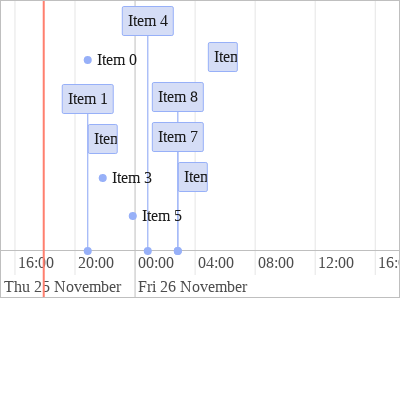 Item 4
Item 0
Item 1
Item 8
Item 7
Item 3
Item 5
16:00 20:00 00:00 04:00 08:00 12:00
Thu 25 November Fri 26 November